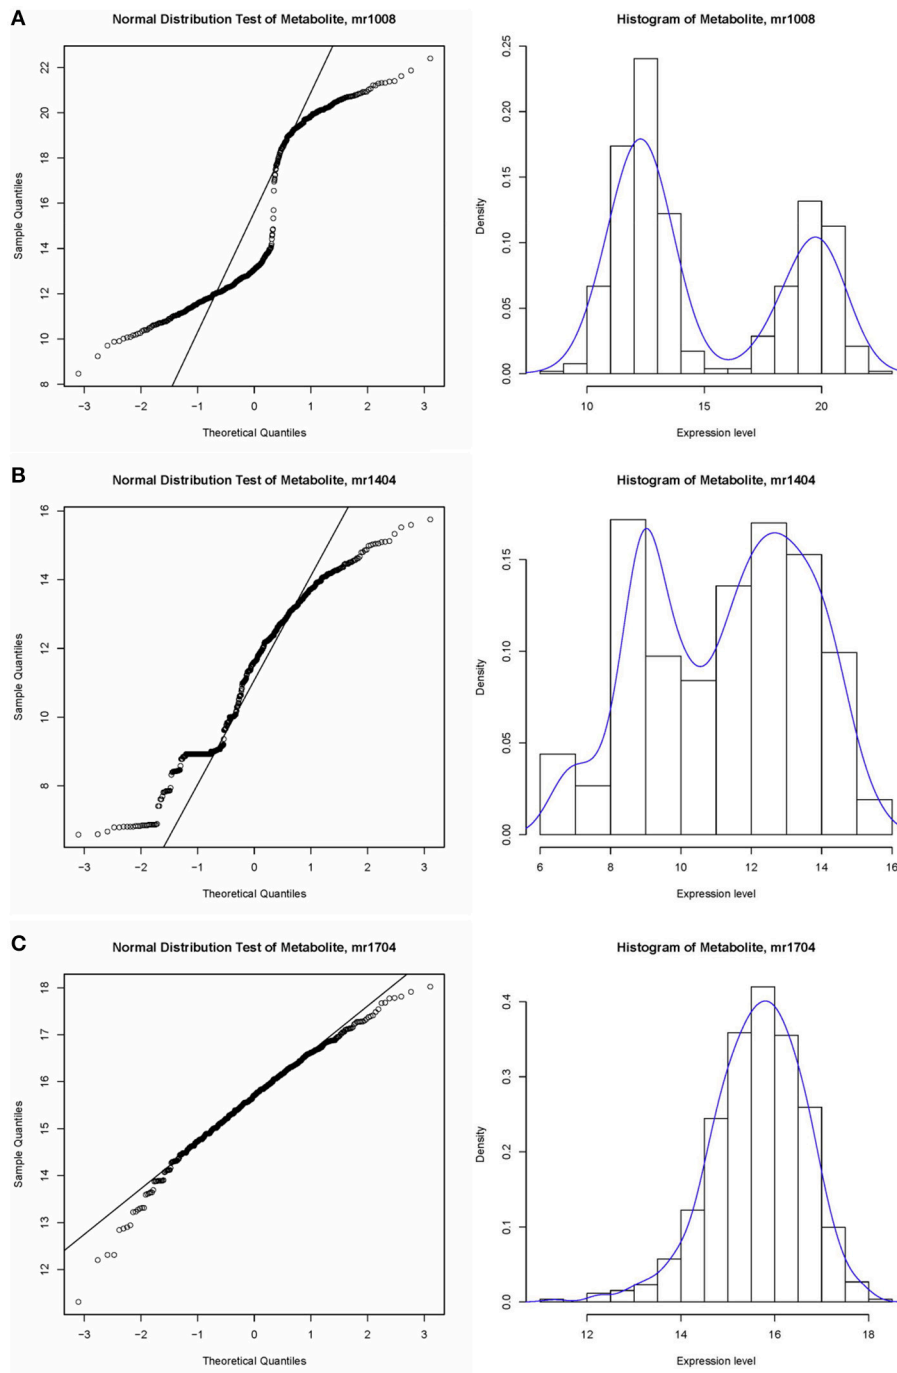 A
Normal Distribution Test of Metabolite, mr1008
Histogram of Metabolite, mr1008
Sample Quantiles
8 10 12 14 16 18 20 22
−3 −2 −1 0 1 2 3
Theoretical Quantiles
Density
0.00 0.05 0.10 0.15 0.20 0.25
10 15 20
Expression level
B
Normal Distribution Test of Metabolite, mr1404
Histogram of Metabolite, mr1404
Sample Quantiles
8 10 12 14 16
−3 −2 −1 0 1 2 3
Theoretical Quantiles
Density
0.00 0.05 0.10 0.15
6 8 10 12 14 16
Expression level
C
Normal Distribution Test of Metabolite, mr1704
Histogram of Metabolite, mr1704
Sample Quantiles
12 13 14 15 16 17 18
−3 −2 −1 0 1 2 3
Theoretical Quantiles
Density
0.0 0.1 0.2 0.3 0.4
12 14 16 18
Expression level